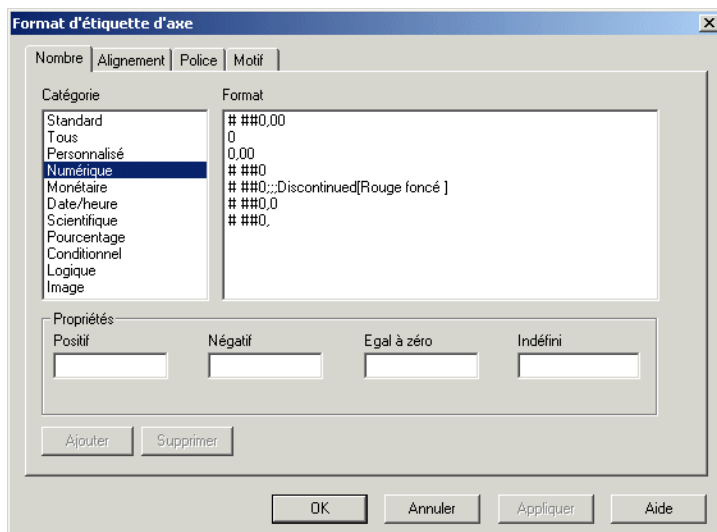 Format d'étiquette d'axe
Nombre Alignement Police Motif
Catégorie
Standard
Tous
Personnalisé
Numérique
Monétaire
Date/heure
Scientifique
Pourcentage
Conditionnel
Logique
Image
Format
# ##0,00
0
0,00
# ##0
# ##0;;;Discontinued[Rouge foncé ]
# ##0,0
# ##0,
Propriétés
Positif Négatif Egal à zéro Indéfini
Ajouter Supprimer
OK Annuler Appliquer Aide